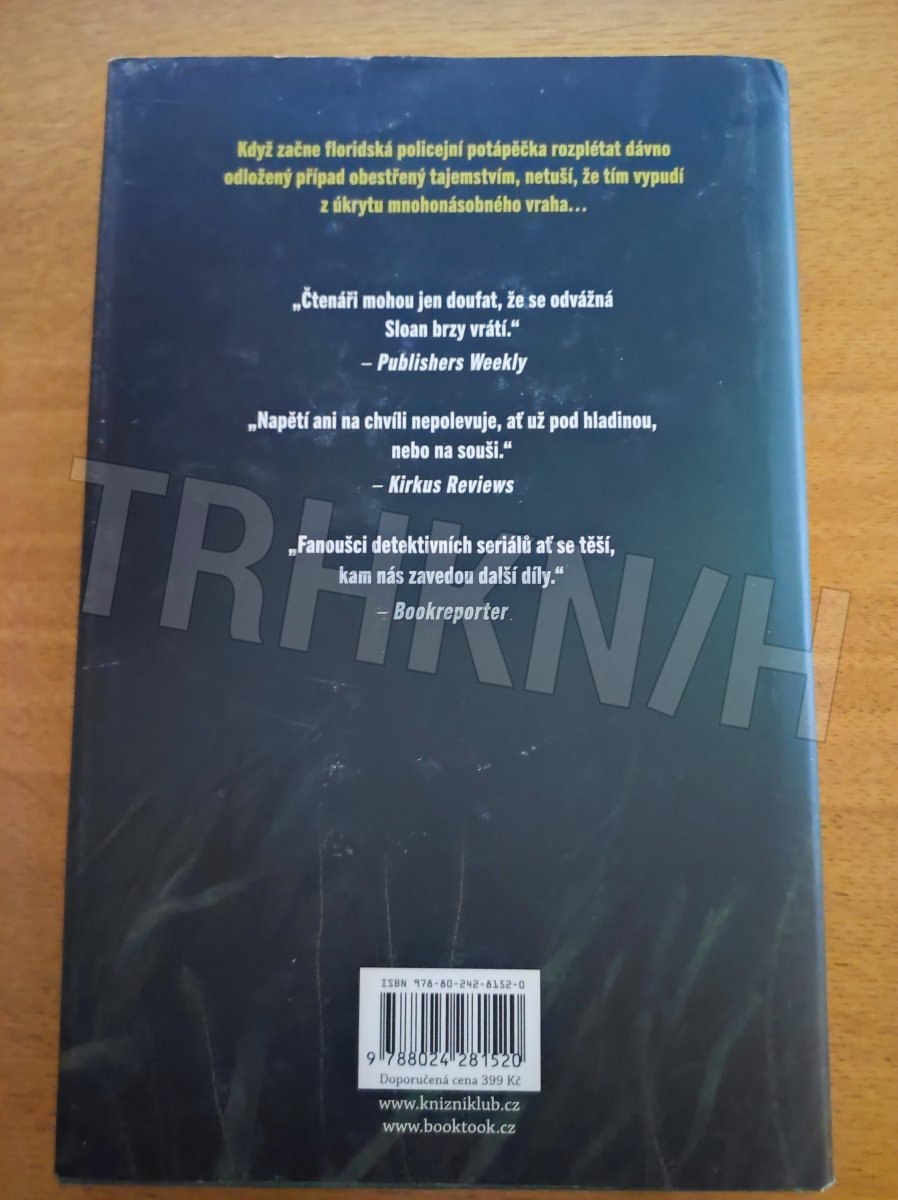 Když začne floridská policejní potápěčka rozplétat dávno
odložený případ obestřený tajemstvím, netuší, že tím vypudí
z úkrytu mnohonásobného vraha…
„Čtenáři mohou jen doufat, že se odvážná
Sloan brzy vrátí.“
– Publishers Weekly
„Napětí ani na chvíli nepolevuje, ať už pod hladinou,
nebo na souši.“
– Kirkus Reviews
TRHKNIH
„Fanoušci detektivních seriálů ať se těší,
kam nás zavedou další díly.“
– Bookreporter
ISBN 978-80-242-8152-0
9 788024 281520
Doporučená cena 399 Kč
www.knizniklub.cz
www.booktook.cz